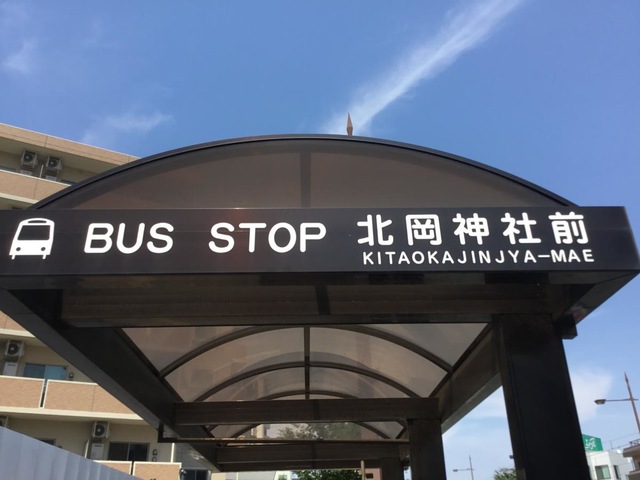 BUS STOP 北岡神社前
KITAOKAJINJYA-MAE